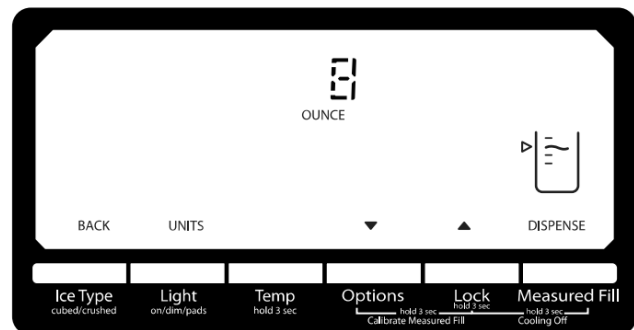 8
OUNCE
BACK UNITS ▼ ▲ DISPENSE
Ice Type Light Temp Options Lock Measured Fill
cubed/crushed on/dim/pads hold 3 sec hold 3 sec hold 3 sec hold 3 sec
Calibrate Measured Fill Cooling Off